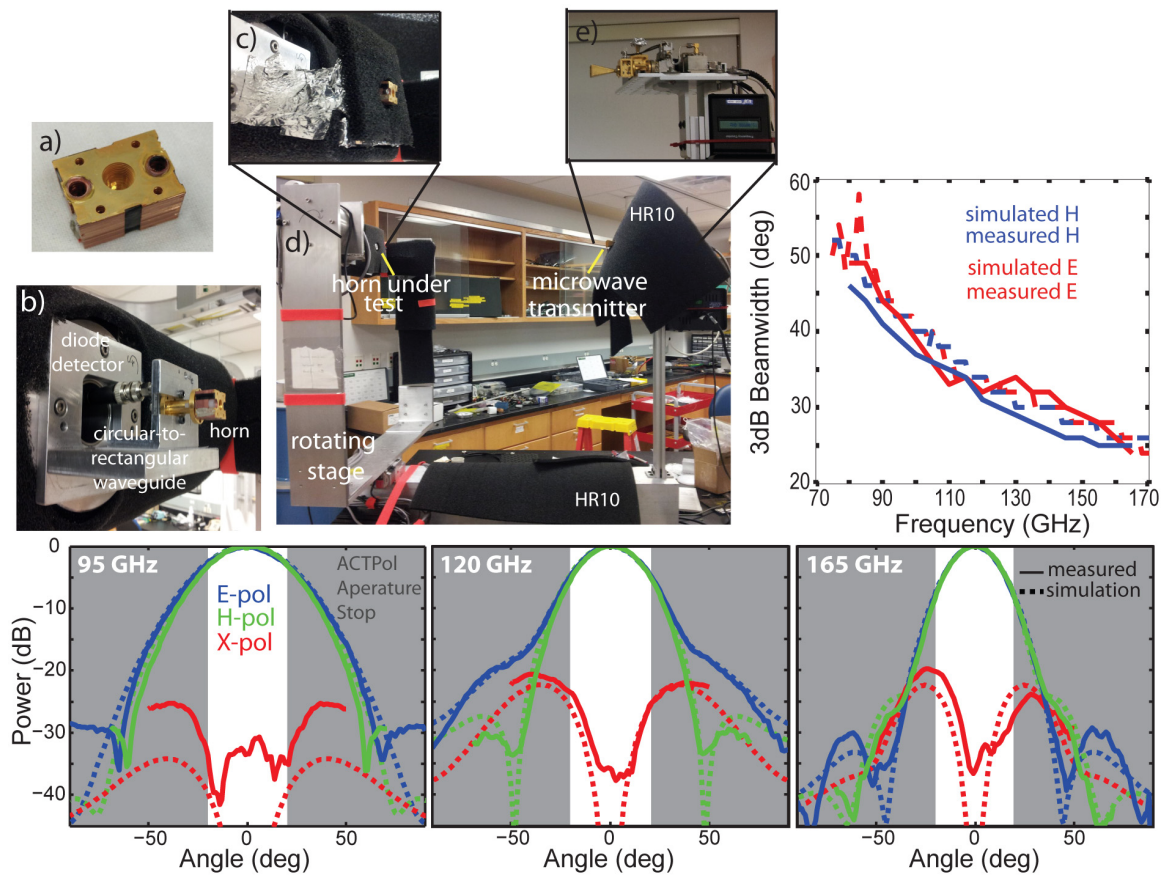 a)
b)
diode
detector
circular-to-
rectangular
waveguide
horn
c)
d)
horn under
test
microwave
transmitter
HR10
rotating
stage
HR10
e)
3dB Beamwidth (deg)
60
50
40
30
20
simulated H
measured H
simulated E
measured E
70
90
110
130
150
170
Frequency (GHz)
Power (dB)
0
−10
−20
−30
−40
95 GHz
E-pol
H-pol
X-pol
ACTPol
Aperature
Stop
−50
0
50
Angle (deg)
120 GHz
−50
0
50
Angle (deg)
165 GHz
measured
simulation
−50
0
50
Angle (deg)